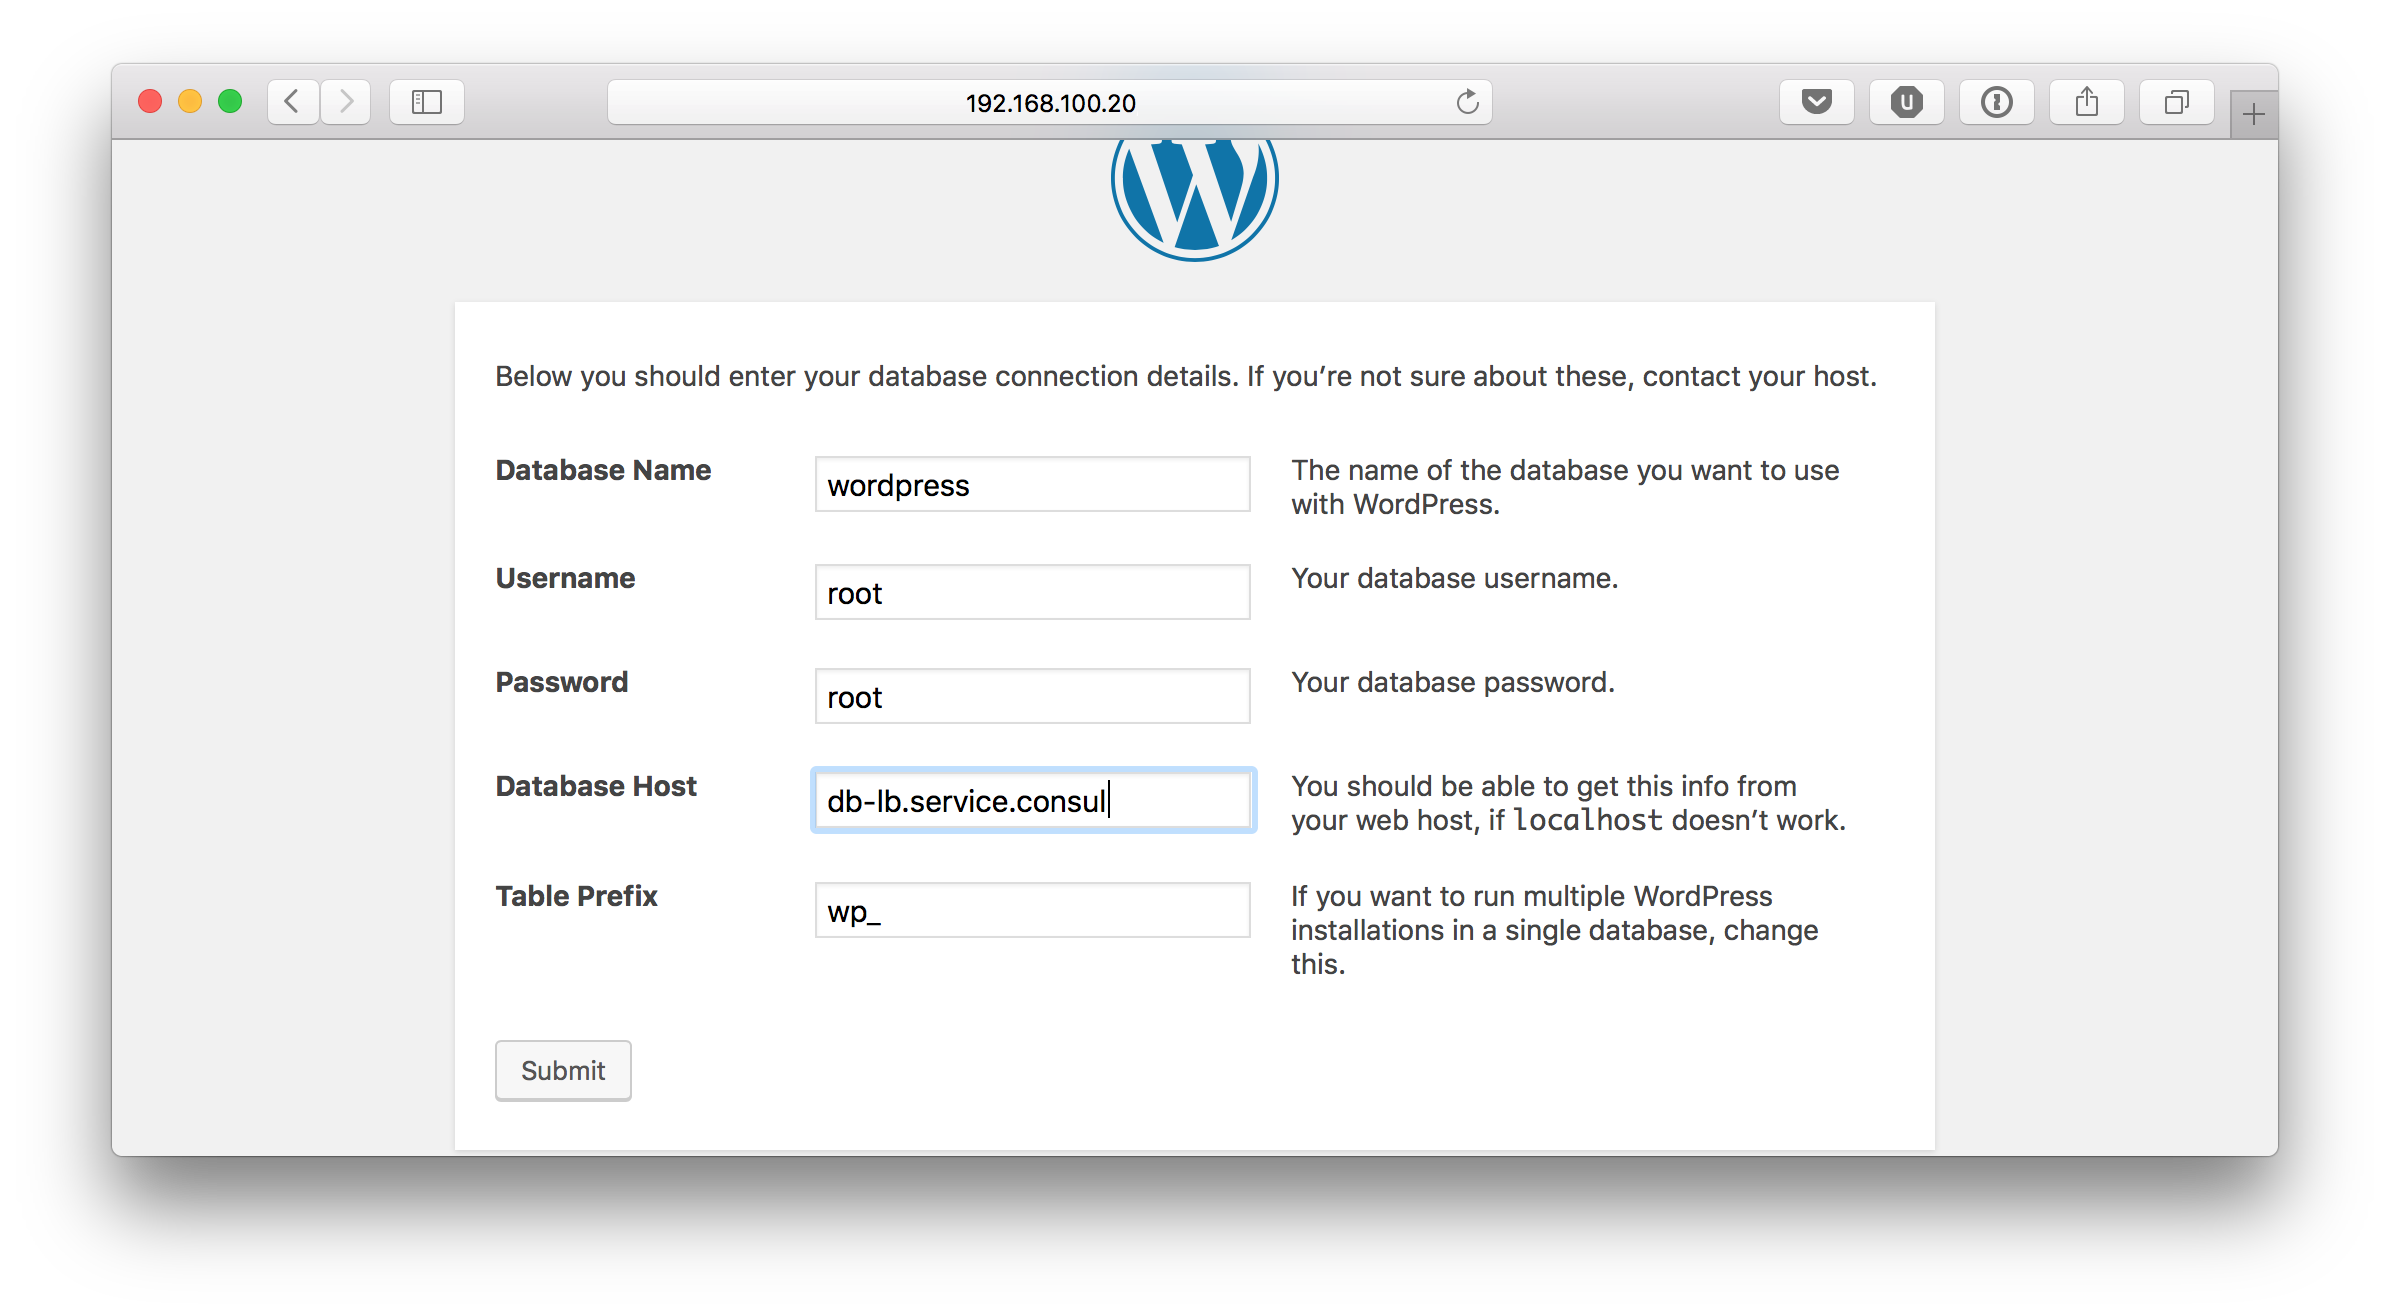 192.168.100.20
Below you should enter your database connection details. If you’re not sure about these, contact your host.
Database Name
wordpress
The name of the database you want to use
with WordPress.
Username
root
Your database username.
Password
root
Your database password.
Database Host
db-lb.service.consul
You should be able to get this info from
your web host, if localhost doesn’t work.
Table Prefix
wp_
If you want to run multiple WordPress
installations in a single database, change
this.
Submit